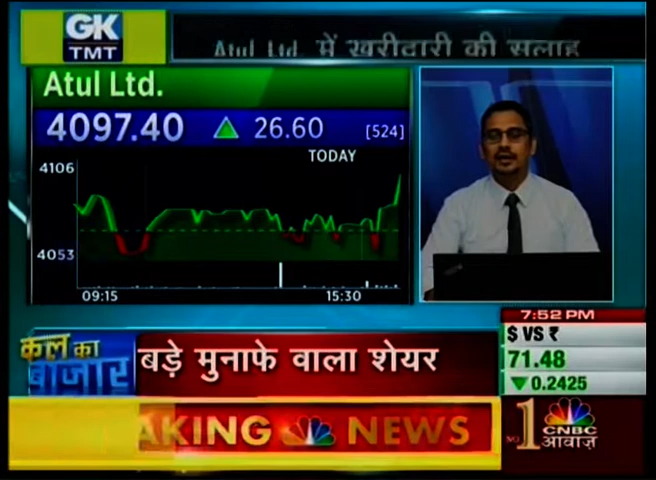 GK
TMT
Atul Ltd. में खरीदारी की सलाह
Atul Ltd.
4097.40 ▲ 26.60 [524]
TODAY
4106
4053
09:15 15:30
7:52 PM
$ VS ₹
71.48
▼0.2425
कल का
बाज़ार
बड़े मुनाफे वाला शेयर
AKING NEWS
NO 1 CNBC
आवाज़